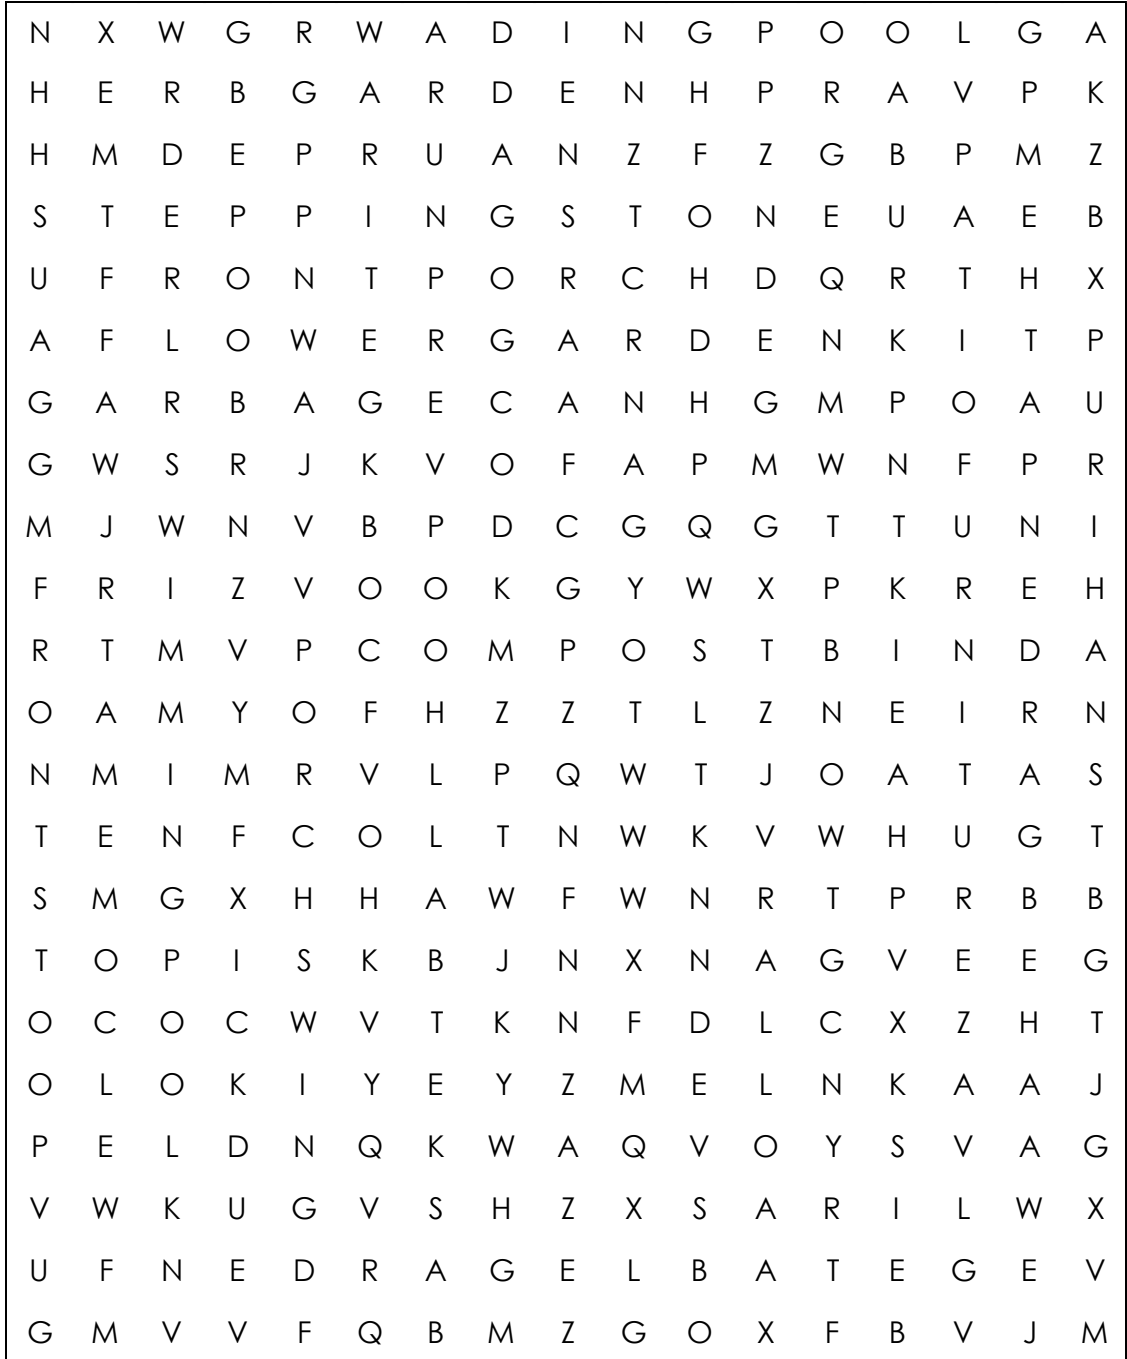 N X W G R W A D I N G P O O L G A
H E R B G A R D E N H P R A V P K
H M D E P R U A N Z F Z G B P M Z
S T E P P I N G S T O N E U A E B
U F R O N T P O R C H D Q R T H X
A F L O W E R G A R D E N K I T P
G A R B A G E C A N H G M P O A U
G W S R J K V O F A P M W N F P R
M J W N V B P D C G Q G T T U N I
F R I Z V O O K G Y W X P K R E H
R T M V P C O M P O S T B I N D A
O A M Y O F H Z Z T L Z N E I R N
N M I M R V L P Q W T J O A T A S
T E N F C O L T N W K V W H U G T
S M G X H H A W F W N R T P R B B
T O P I S K B J N X N A G V E E G
O C O C W V T K N F D L C X Z H T
O L O K I Y E Y Z M E L N K A A J
P E L D N Q K W A Q V O Y S V A G
V W K U G V S H Z X S A R I L W X
U F N E D R A G E L B A T E G E V
G M V V F Q B M Z G O X F B V J M